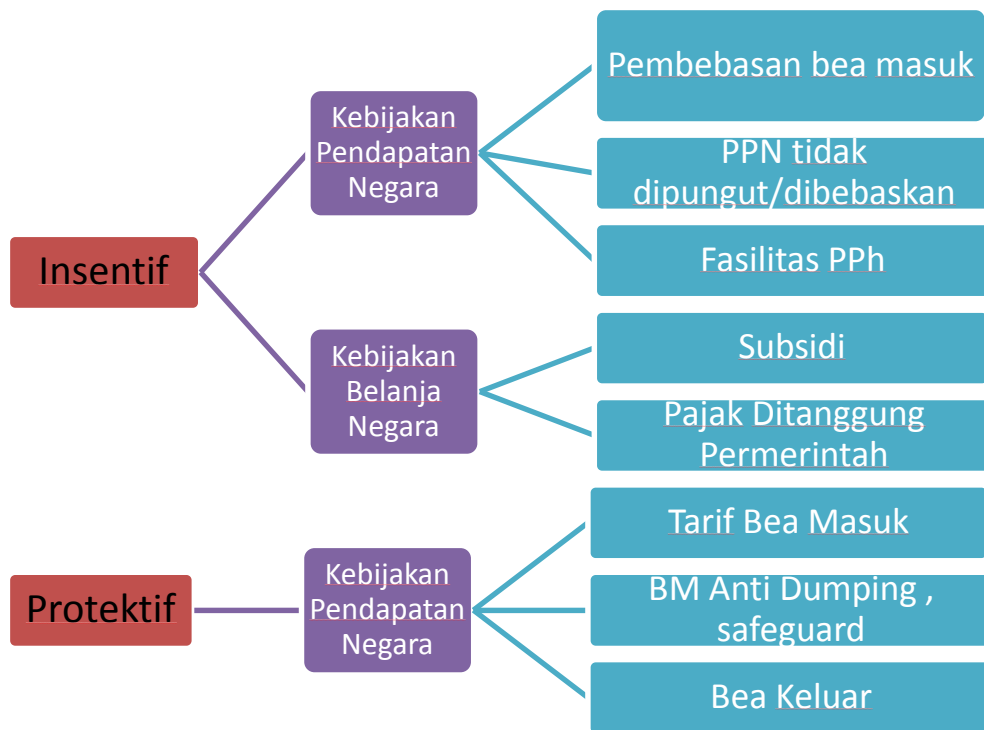 Insentif
Kebijakan
Pendapatan
Negara
Pembebasan bea masuk
PPN tidak
dipungut/dibebaskan
Fasilitas PPh
Kebijakan
Belanja
Negara
Subsidi
Pajak Ditanggung
Permerintah
Protektif
Kebijakan
Pendapatan
Negara
Tarif Bea Masuk
BM Anti Dumping ,
safeguard
Bea Keluar